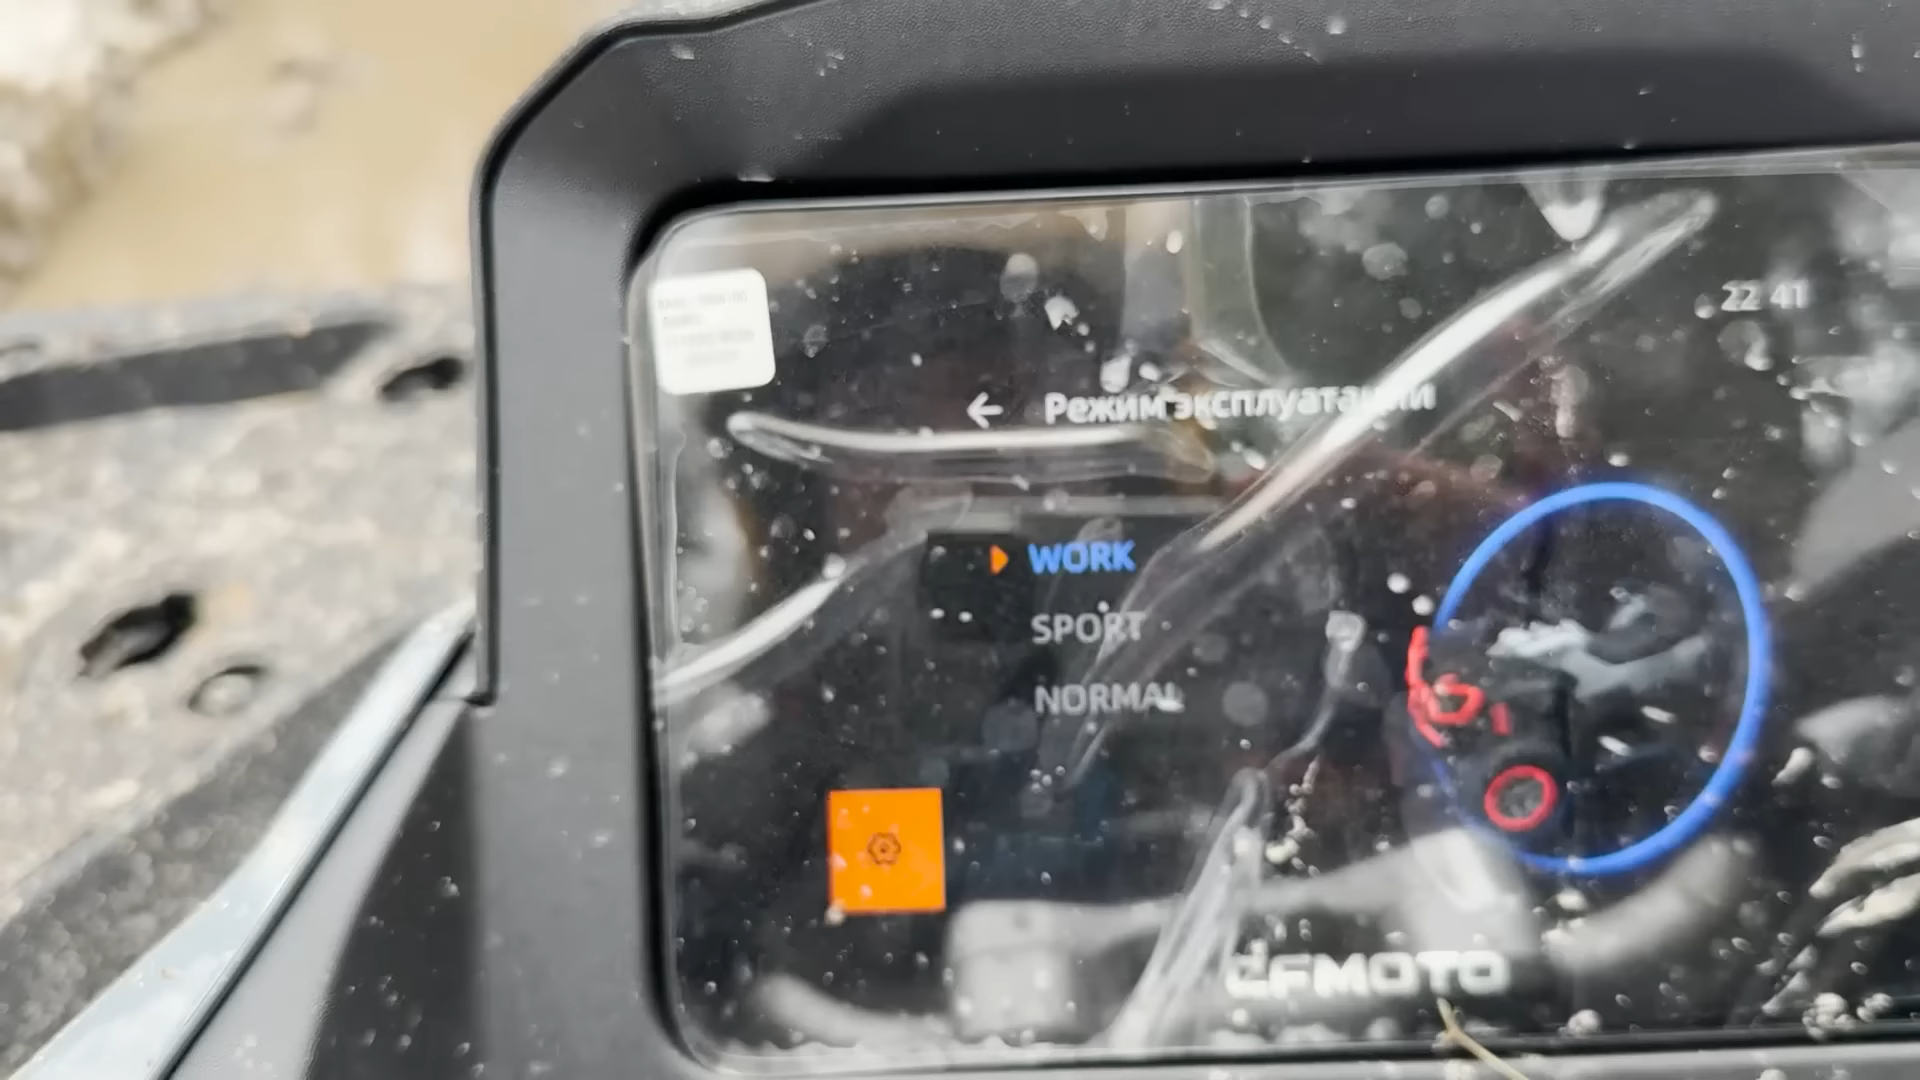 22 41
← Режим эксплуатации
WORK
SPORT
NORMAL
CFMOTO